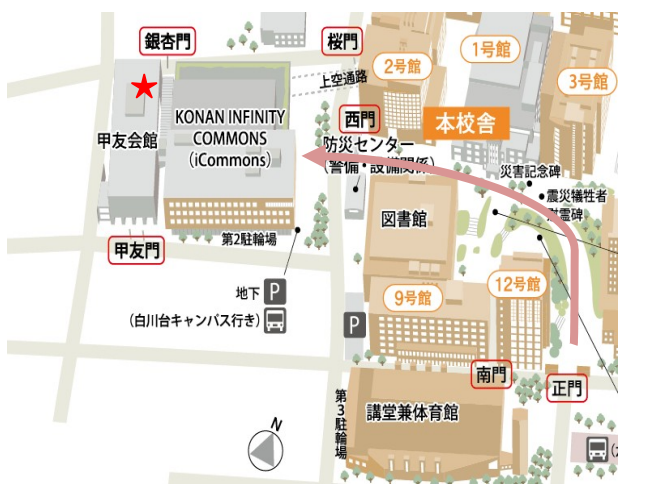 銀杏門
桜門
2号館
1号館
3号館
上空通路
KONAN INFINITY
COMMONS
(iCommons)
甲友会館
西門
本校舎
防災センター
(警備・設備関係)
災害記念碑
震災犠牲者
慰霊碑
図書館
第2駐輪場
甲友門
12号館
9号館
地下 P
(白川台キャンパス行き)
P
南門
正門
第3駐輪場
講堂兼体育館
N